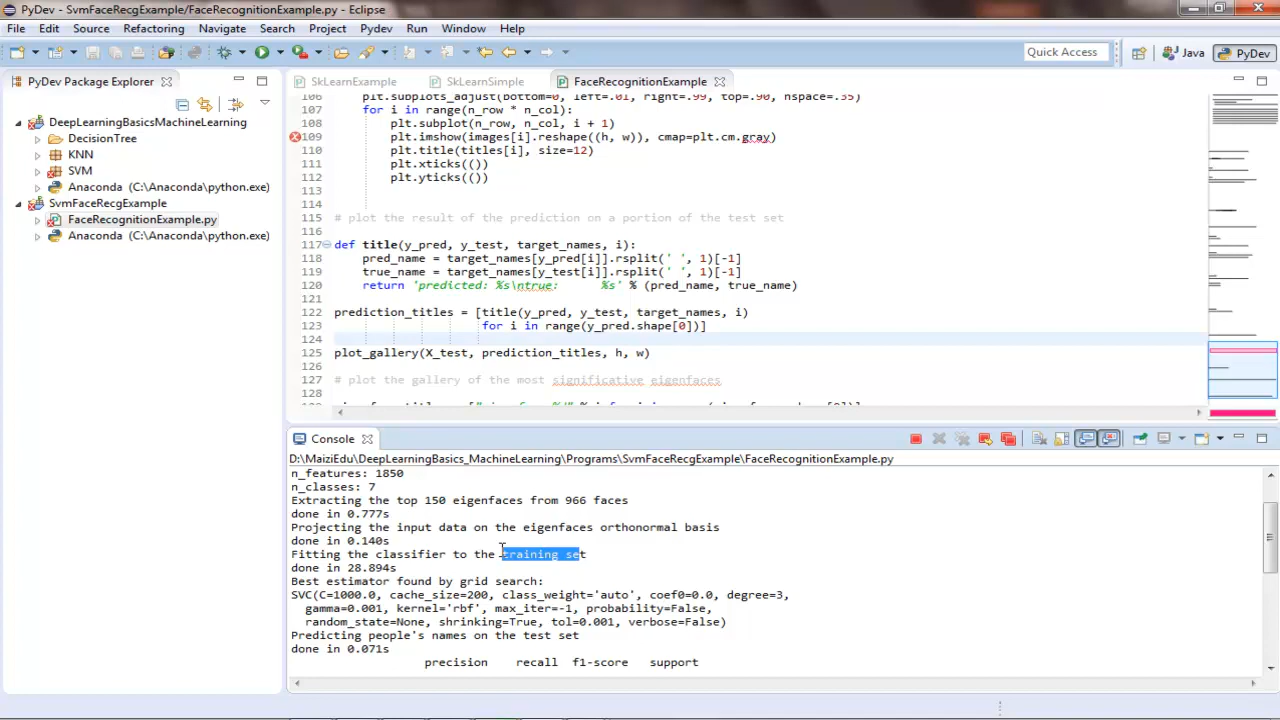 PyDev - SvmFaceRecgExample/FaceRecognitionExample.py - Eclipse
File Edit Source Refactoring Navigate Search Project Pydev Run Window Help
Quick Access
Java
PyDev
PyDev Package Explorer
DeepLearningBasicsMachineLearning
DecisionTree
KNN
SVM
Anaconda (C:\Anaconda\python.exe)
SvmFaceRecgExample
FaceRecognitionExample.py
Anaconda (C:\Anaconda\python.exe)
SkLearnExample
SkLearnSimple
FaceRecognitionExample
106 plt.subplots_adjust(bottom=0, left=.01, right=.99, top=.90, hspace=.35)
107 for i in range(n_row * n_col):
108 plt.subplot(n_row, n_col, i + 1)
109 plt.imshow(images[i].reshape((h, w)), cmap=plt.cm.gray)
110 plt.title(titles[i], size=12)
111 plt.xticks(())
112 plt.yticks(())
113
114
115 # plot the result of the prediction on a portion of the test set
116
117 def title(y_pred, y_test, target_names, i):
118 pred_name = target_names[y_pred[i]].rsplit(' ', 1)[-1]
119 true_name = target_names[y_test[i]].rsplit(' ', 1)[-1]
120 return 'predicted: %s\ntrue:      %s' % (pred_name, true_name)
121
122 prediction_titles = [title(y_pred, y_test, target_names, i)
123 for i in range(y_pred.shape[0])]
124
125 plot_gallery(X_test, prediction_titles, h, w)
126
127 # plot the gallery of the most significative eigenfaces
128
Console
D:\MaiziEdu\DeepLearningBasics_MachineLearning\Programs\SvmFaceRecgExample\FaceRecognitionExample.py
n_features: 1850
n_classes: 7
Extracting the top 150 eigenfaces from 966 faces
done in 0.777s
Projecting the input data on the eigenfaces orthonormal basis
done in 0.140s
Fitting the classifier to the training set
done in 28.894s
Best estimator found by grid search:
SVC(C=1000.0, cache_size=200, class_weight='auto', coef0=0.0, degree=3,
gamma=0.001, kernel='rbf', max_iter=-1, probability=False,
random_state=None, shrinking=True, tol=0.001, verbose=False)
Predicting people's names on the test set
done in 0.071s
precision recall f1-score support